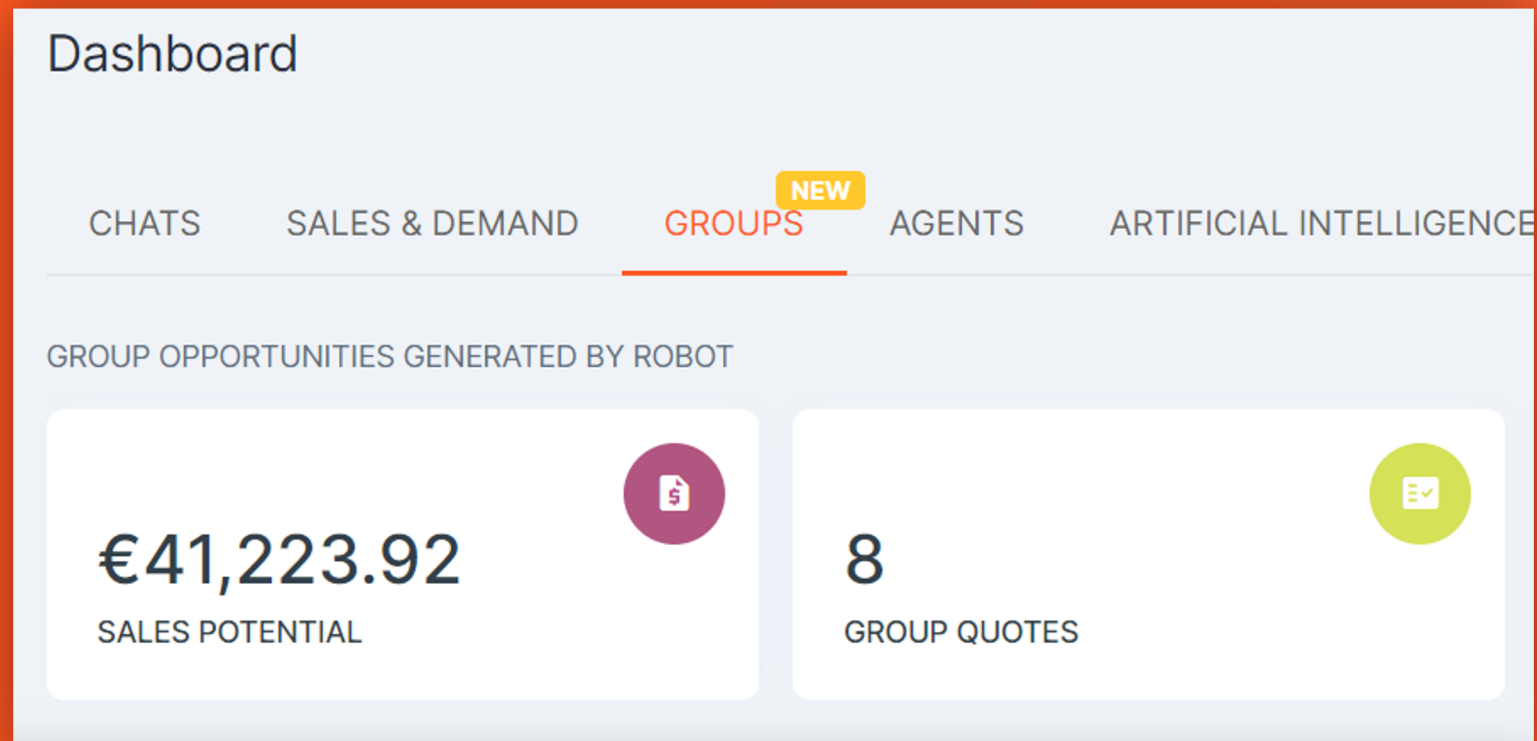 Dashboard
NEW
CHATS SALES & DEMAND GROUPS AGENTS ARTIFICIAL INTELLIGENCE
GROUP OPPORTUNITIES GENERATED BY ROBOT
€41,223.92
SALES POTENTIAL
8
GROUP QUOTES